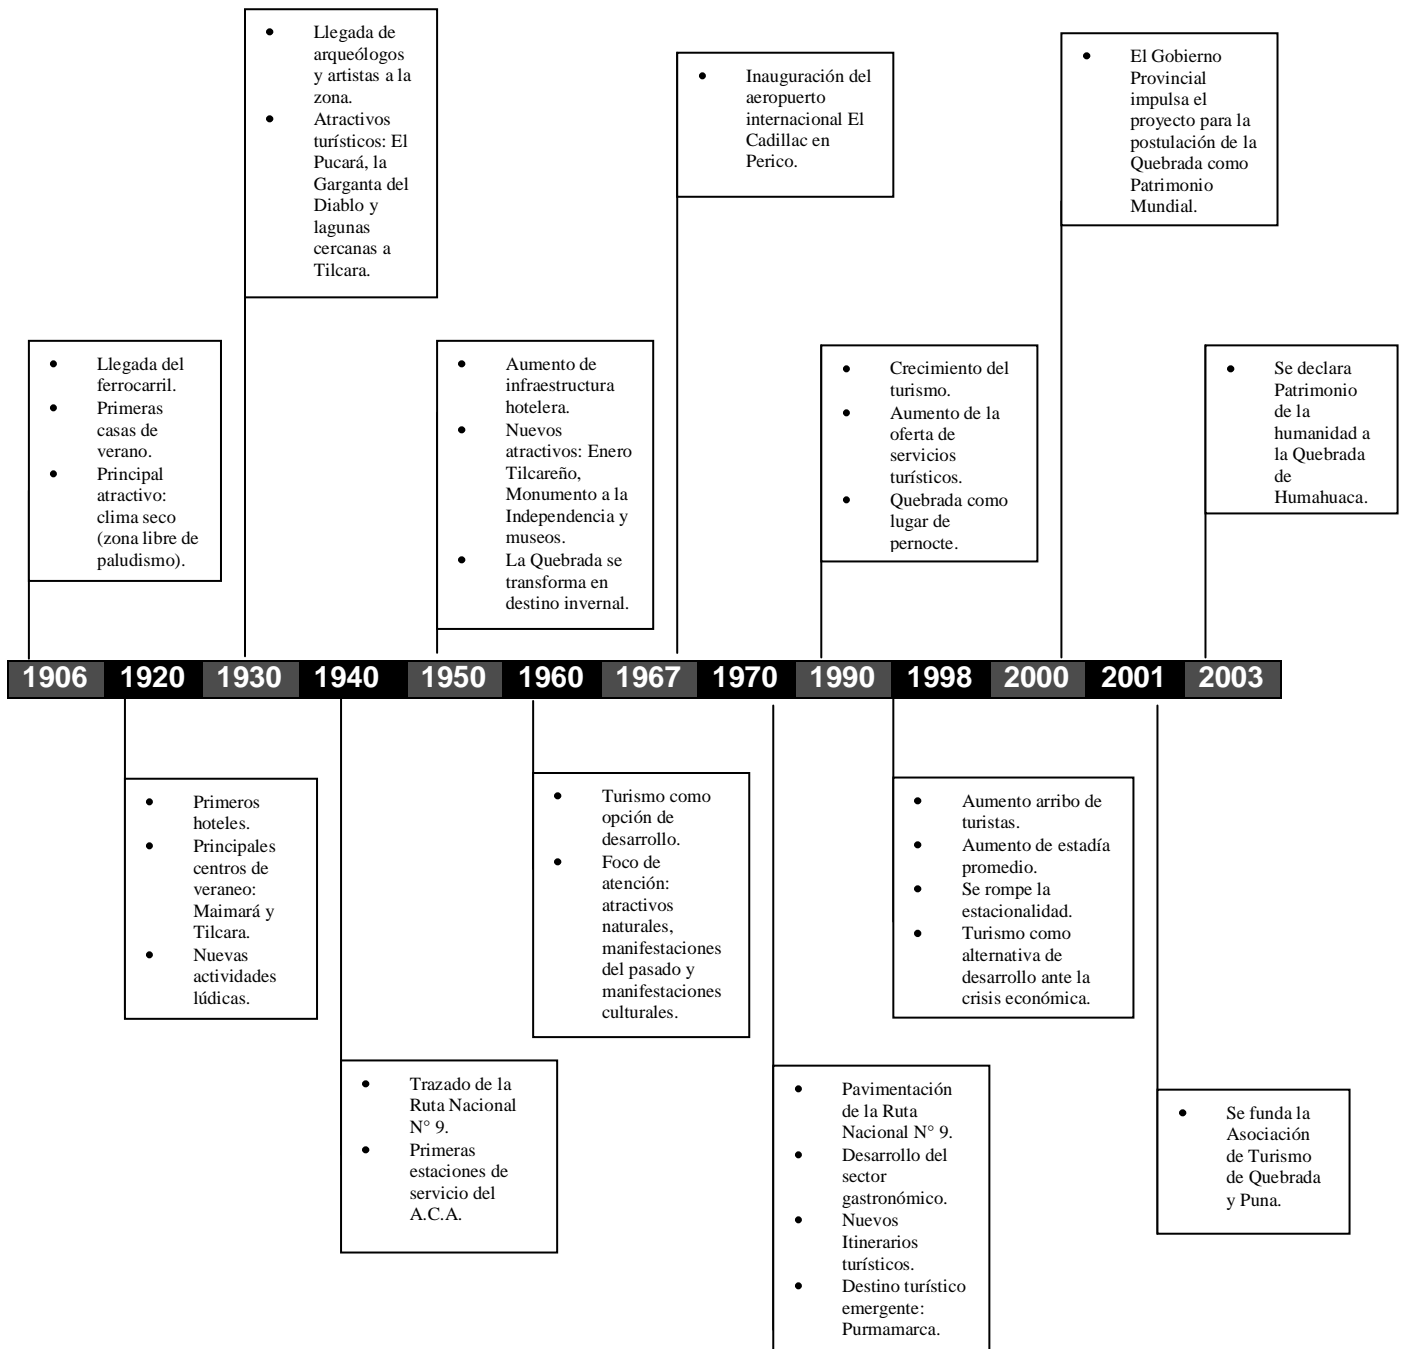 Llegada de
arqueólogos
y artistas a la
zona.
Atractivos
turísticos: El
Pucará, la
Garganta del
Diablo y
lagunas
cercanas a
Tilcara.
Inauguración del
aeropuerto
internacional El
Cadillac en
Perico.
El Gobierno
Provincial
impulsa el
proyecto para la
postulación de la
Quebrada como
Patrimonio
Mundial.
Llegada del
ferrocarril.
Primeras
casas de
verano.
Principal
atractivo:
clima seco
(zona libre de
paludismo).
Aumento de
infraestructura
hotelera.
Nuevos
atractivos: Enero
Tilcareño,
Monumento a la
Independencia y
museos.
La Quebrada se
transforma en
destino invernal.
Crecimiento del
turismo.
Aumento de la
oferta de
servicios
turísticos.
Quebrada como
lugar de
pernocte.
Se declara
Patrimonio
de la
humanidad a
la Quebrada
de
Humahuaca.
1906 1920 1930 1940 1950 1960 1967 1970 1990 1998 2000 2001 2003
Primeros
hoteles.
Principales
centros de
veraneo:
Maimará y
Tilcara.
Nuevas
actividades
lúdicas.
Turismo como
opción de
desarrollo.
Foco de
atención:
atractivos
naturales,
manifestaciones
del pasado y
manifestaciones
culturales.
Aumento arribo de
turistas.
Aumento de estadía
promedio.
Se rompe la
estacionalidad.
Turismo como
alternativa de
desarrollo ante la
crisis económica.
Trazado de la
Ruta Nacional
N° 9.
Primeras
estaciones de
servicio del
A.C.A.
Pavimentación
de la Ruta
Nacional N° 9.
Desarrollo del
sector
gastronómico.
Nuevos
Itinerarios
turísticos.
Destino turístico
emergente:
Purmamarca.
Se funda la
Asociación
de Turismo
de Quebrada
y Puna.